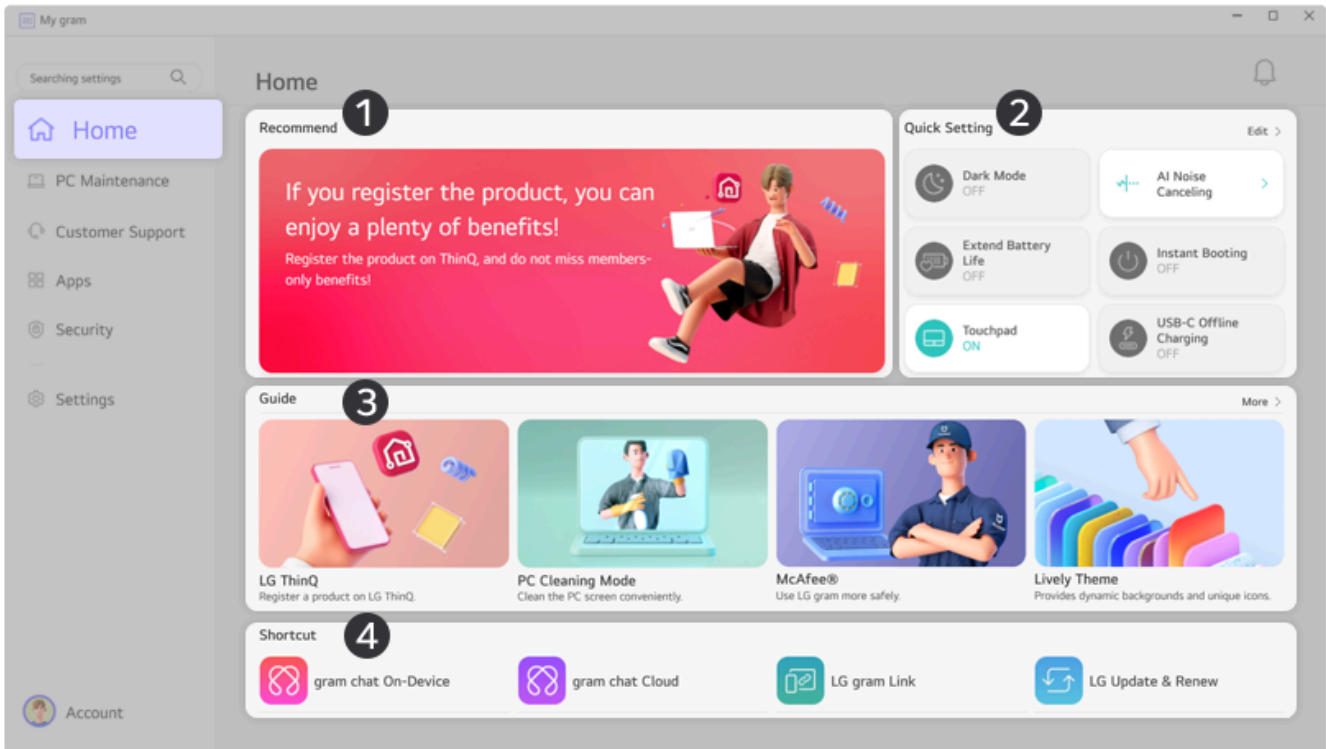 My gram
Searching settings
Home
PC Maintenance
Customer Support
Apps
Security
Settings
Account
Home
Recommend 1
If you register the product, you can
enjoy a plenty of benefits!
Register the product on ThinQ, and do not miss members-
only benefits!
Quick Setting 2
Edit >
Dark Mode
OFF
AI Noise
Canceling
Extend Battery
Life
OFF
Instant Booting
OFF
Touchpad
ON
USB-C Offline
Charging
OFF
Guide 3
More >
LG ThinQ
Register a product on LG ThinQ.
PC Cleaning Mode
Clean the PC screen conveniently.
McAfee®
Use LG gram more safely.
Lively Theme
Provides dynamic backgrounds and unique icons.
Shortcut 4
gram chat On-Device
gram chat Cloud
LG gram Link
LG Update & Renew